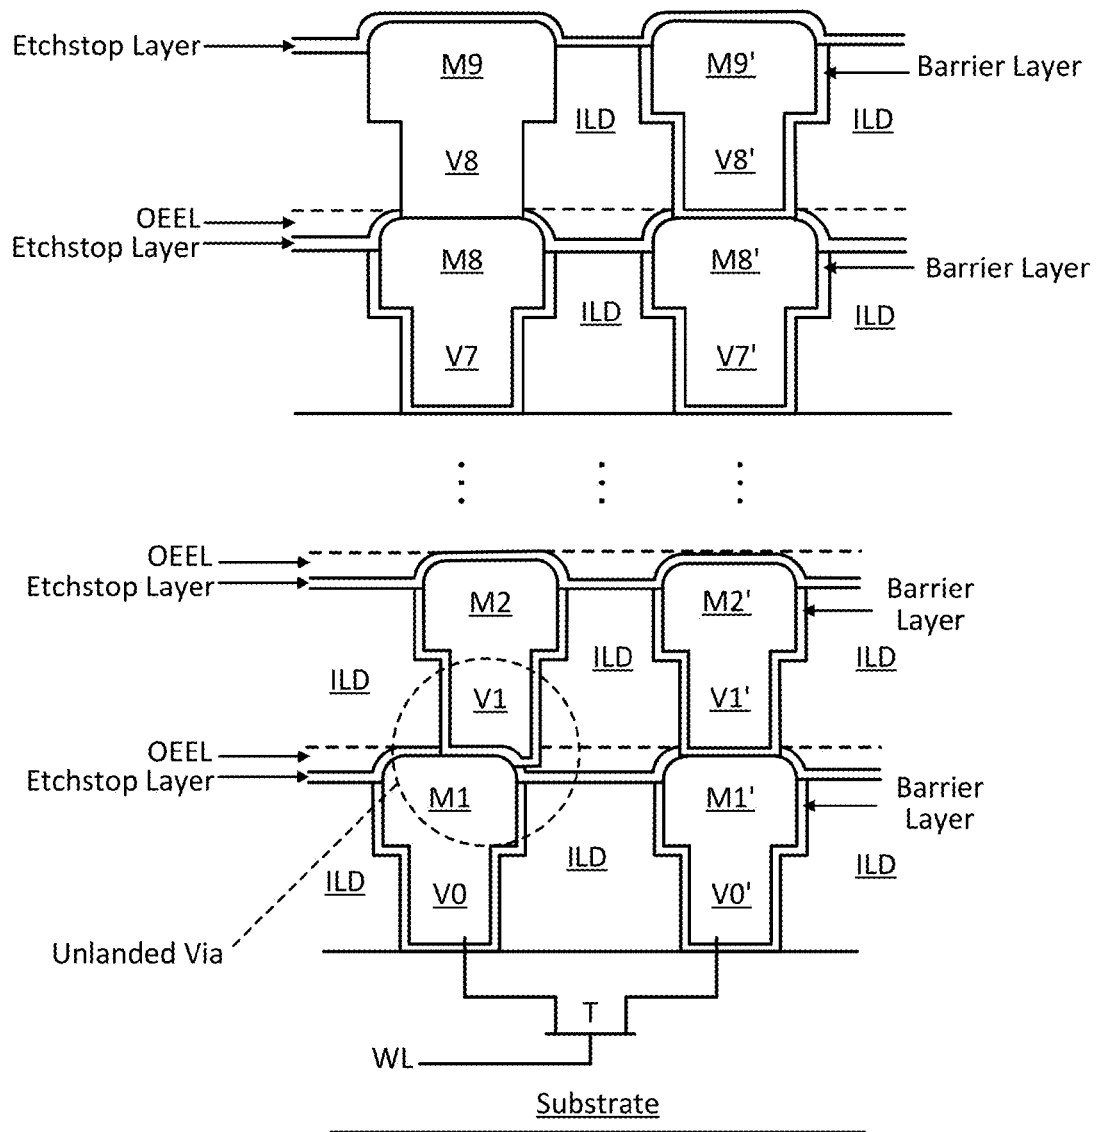 Etchstop Layer
M9
M9'
Barrier Layer
ILD
ILD
V8
V8'
OEEL
Etchstop Layer
M8
M8'
Barrier Layer
ILD
ILD
V7
V7'
OEEL
Etchstop Layer
M2
M2'
Barrier
Layer
ILD
ILD
ILD
V1
V1'
OEEL
Etchstop Layer
M1
M1'
Barrier
Layer
ILD
ILD
ILD
V0
V0'
Unlanded Via
T
WL
Substrate